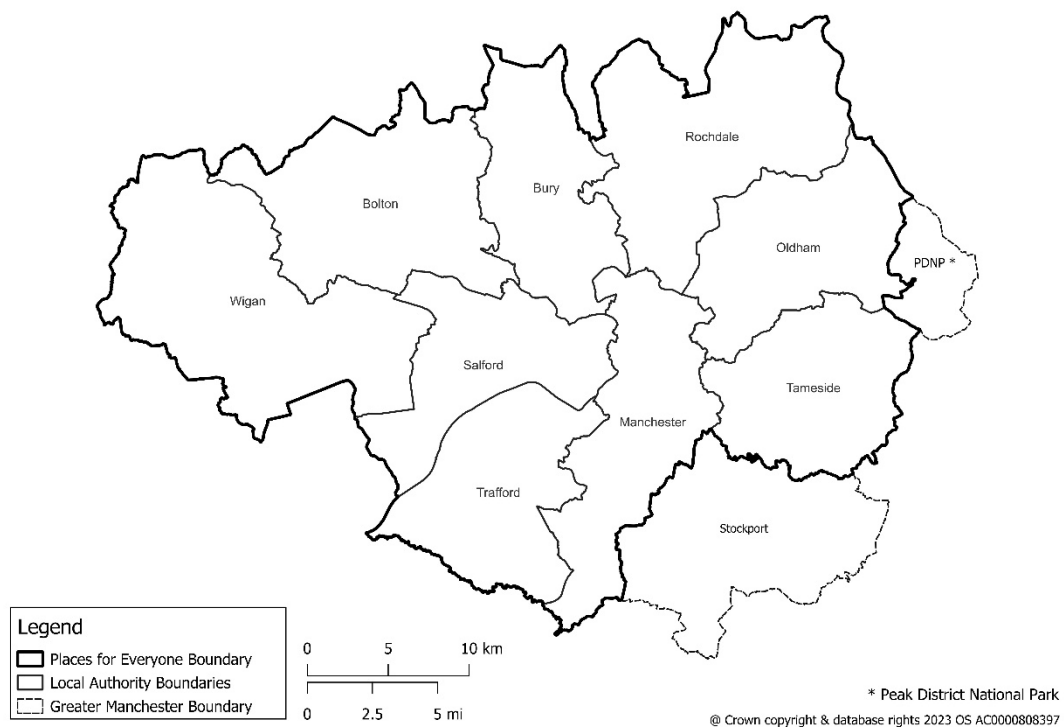 Rochdale
Bury
Bolton
Oldham
PDNP *
Wigan
Salford
Tameside
Manchester
Trafford
Stockport
Legend
Places for Everyone Boundary
Local Authority Boundaries
Greater Manchester Boundary
0 5 10 km
0 2.5 5 mi
* Peak District National Park
@ Crown copyright & database rights 2023 OS AC0000808397